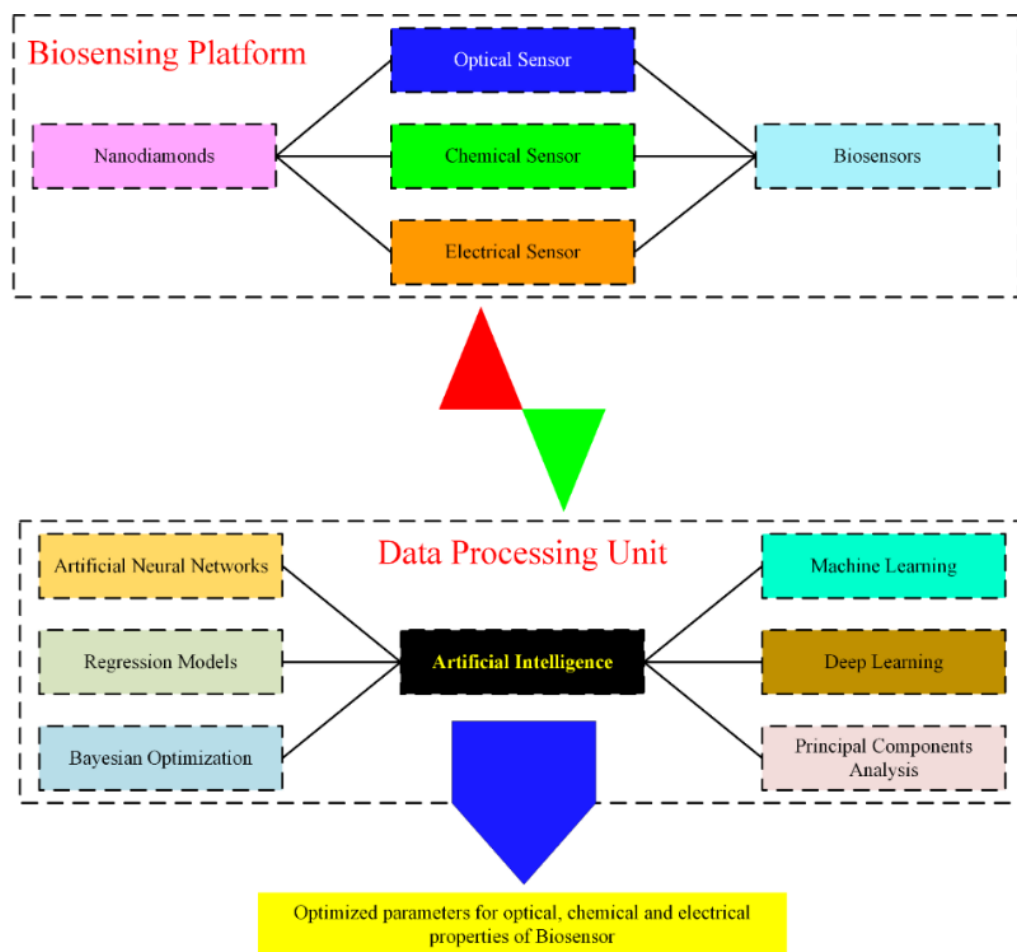 Biosensing Platform
Optical Sensor
Nanodiamonds
Chemical Sensor
Biosensors
Electrical Sensor
Data Processing Unit
Artificial Neural Networks
Machine Learning
Regression Models
Artificial Intelligence
Deep Learning
Bayesian Optimization
Principal Components
Analysis
Optimized parameters for optical, chemical and electrical
properties of Biosensor